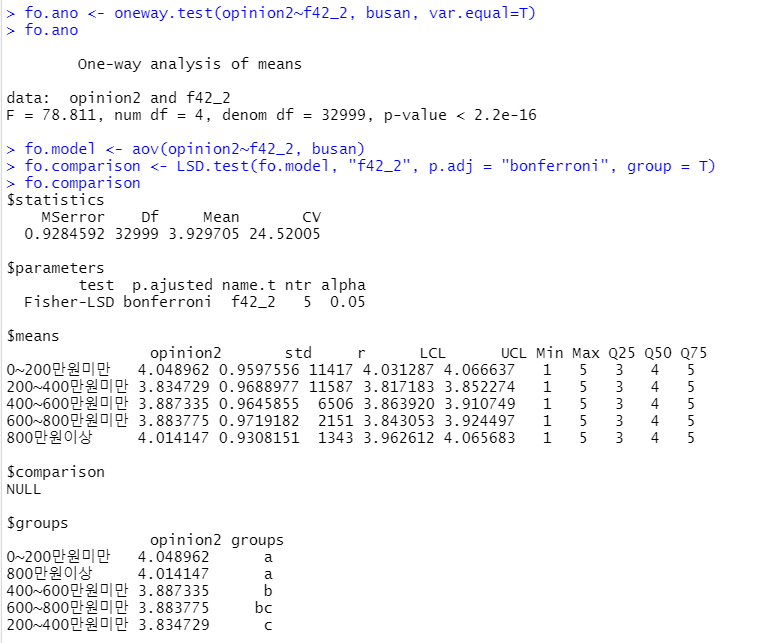 > fo.ano <- oneway.test(opinion2~f42_2, busan, var.equal=T)
> fo.ano
One-way analysis of means
data:  opinion2 and f42_2
F = 78.811, num df = 4, denom df = 32999, p-value < 2.2e-16
> fo.model <- aov(opinion2~f42_2, busan)
> fo.comparison <- LSD.test(fo.model, "f42_2", p.adj = "bonferroni", group = T)
> fo.comparison
$statistics
MSerror Df Mean CV
0.9284592 32999 3.929705 24.52005
$parameters
test p.ajusted name.t ntr alpha
Fisher-LSD bonferroni f42_2 5 0.05
$means
opinion2 std r LCL UCL Min Max Q25 Q50 Q75
0~200만원미만 4.048962 0.9597556 11417 4.031287 4.066637 1 5 3 4 5
200~400만원미만 3.834729 0.9688977 11587 3.817183 3.852274 1 5 3 4 5
400~600만원미만 3.887335 0.9645855 6506 3.863920 3.910749 1 5 3 4 5
600~800만원미만 3.883775 0.9719182 2151 3.843053 3.924497 1 5 3 4 5
800만원이상 4.014147 0.9308151 1343 3.962612 4.065683 1 5 3 4 5
$comparison
NULL
$groups
opinion2 groups
0~200만원미만 4.048962 a
800만원이상 4.014147 a
400~600만원미만 3.887335 b
600~800만원미만 3.883775 bc
200~400만원미만 3.834729 c